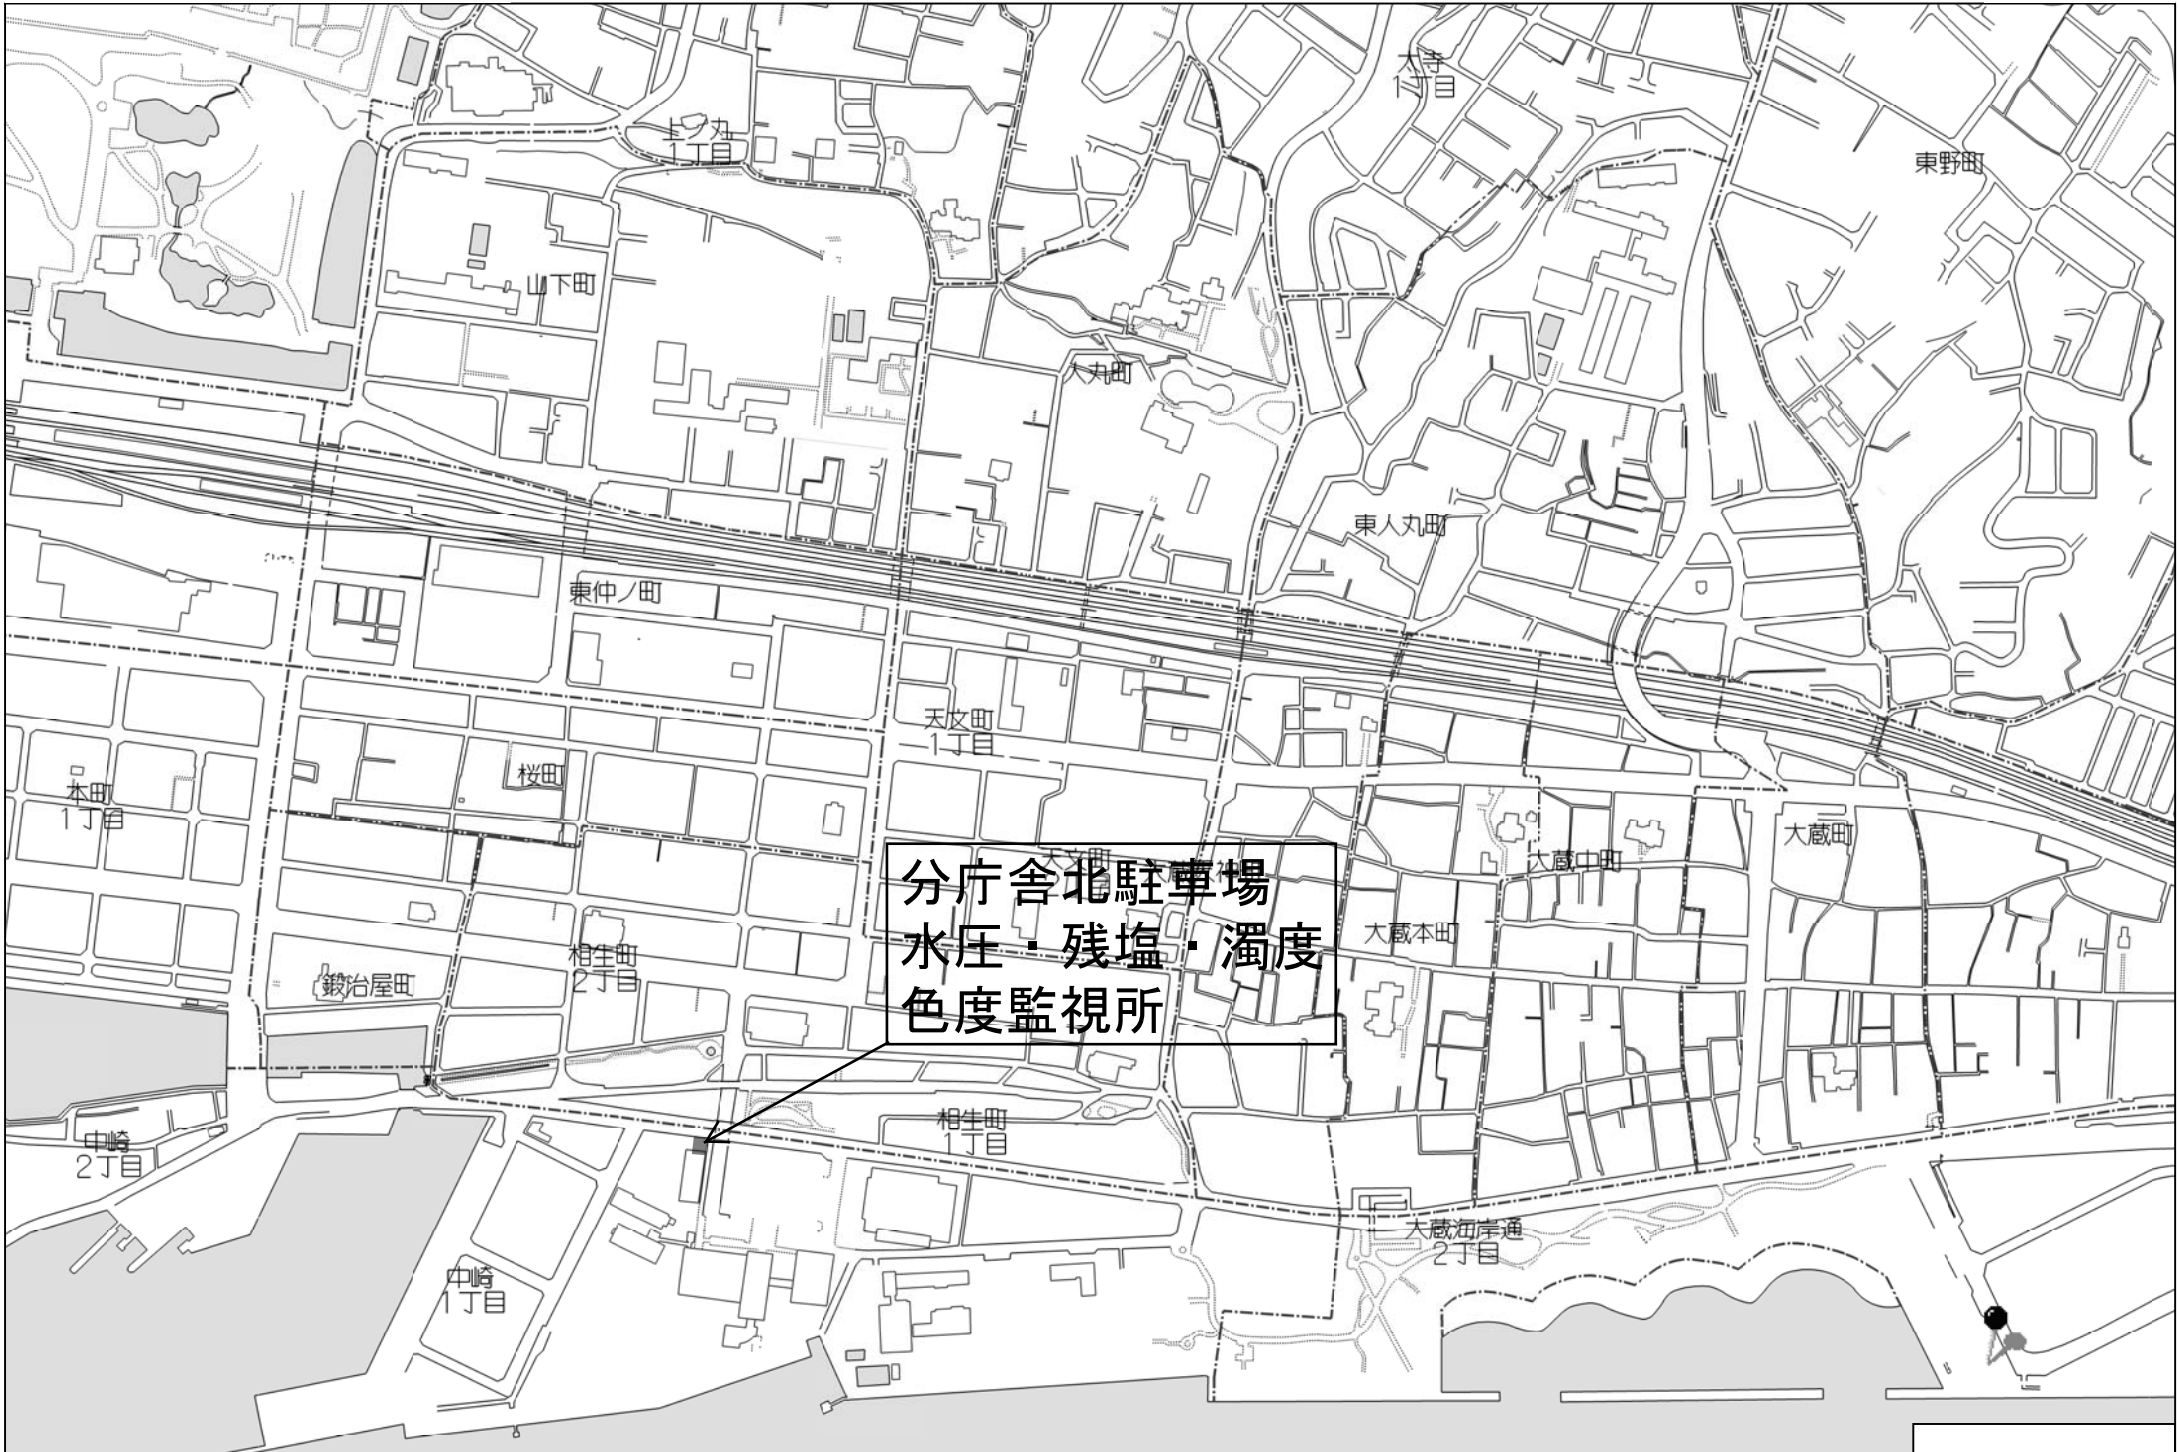 大寺
1丁目
上ノ丸
1丁目
東野町
山下町
人丸町
東人丸町
東仲ノ町
天文町
1丁目
桜町
本町
1丁目
大蔵町
大蔵中町
天文町
分庁舎北駐車場
水圧・残塩・濁度
色度監視所
大蔵本町
相生町
2丁目
鍛治屋町
相生町
1丁目
中崎
2丁目
大蔵海岸通
2丁目
中崎
1丁目